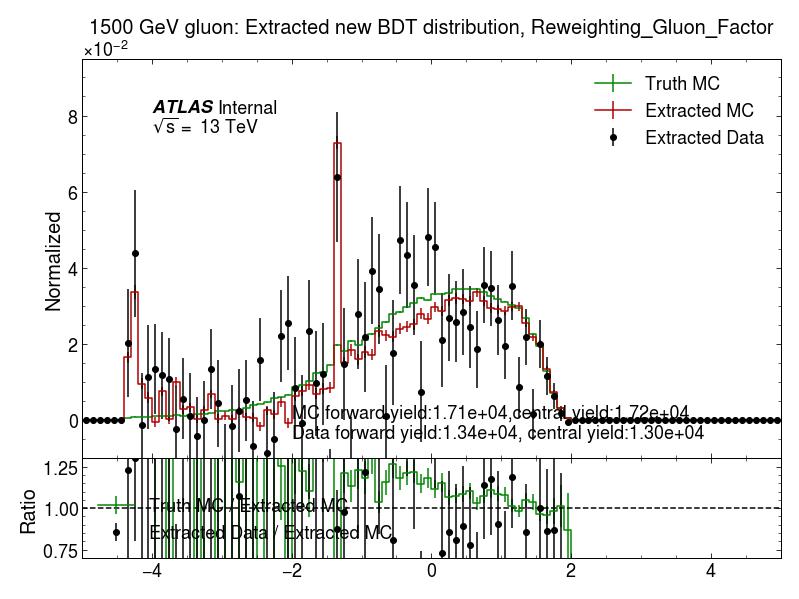 1500 GeV gluon: Extracted new BDT distribution, Reweighting_Gluon_Factor
×10⁻²
ATLAS Internal
√s = 13 TeV
Truth MC
Extracted MC
Extracted Data
Normalized
8
6
4
2
0
MC forward yield:1.71e+04,central yield:1.72e+04
Data forward yield:1.34e+04, central yield:1.30e+04
Ratio
1.25
1.00
0.75
Truth MC / Extracted MC
Extracted Data / Extracted MC
−4 −2 0 2 4